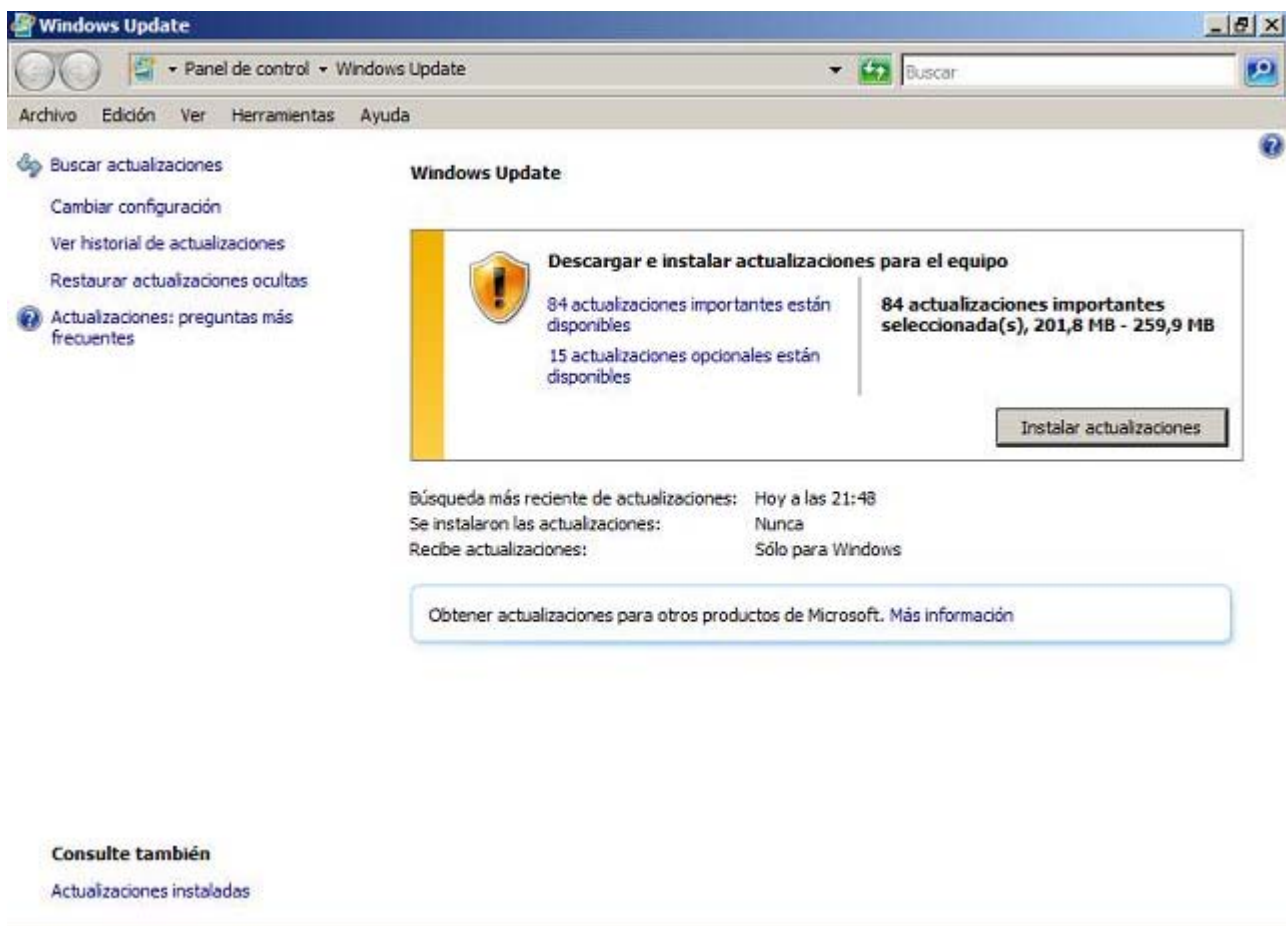 Windows Update
Panel de control Windows Update
Buscar
Archivo Edición Ver Herramientas Ayuda
Buscar actualizaciones
Cambiar configuración
Ver historial de actualizaciones
Restaurar actualizaciones ocultas
Actualizaciones: preguntas más
frecuentes
Windows Update
Descargar e instalar actualizaciones para el equipo
84 actualizaciones importantes están
disponibles
15 actualizaciones opcionales están
disponibles
84 actualizaciones importantes
seleccionada(s), 201,8 MB - 259,9 MB
Instalar actualizaciones
Búsqueda más reciente de actualizaciones: Hoy a las 21:48
Se instalaron las actualizaciones: Nunca
Recibe actualizaciones: Sólo para Windows
Obtener actualizaciones para otros productos de Microsoft. Más información
Consulte también
Actualizaciones instaladas